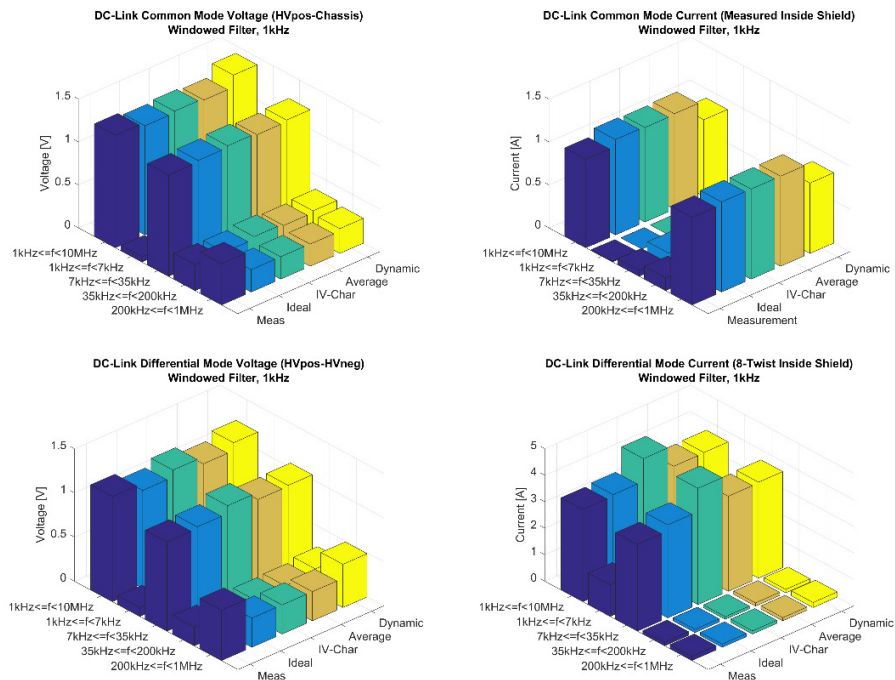 DC-Link Common Mode Voltage (HVpos-Chassis)
Windowed Filter, 1kHz
1.5
1
0.5
0
Voltage [V]
1kHz<=f<10MHz
1kHz<=f<7kHz
7kHz<=f<35kHz
35kHz<=f<200kHz
200kHz<=f<1MHz
Meas
Ideal
IV-Char
Average
Dynamic
DC-Link Common Mode Current (Measured Inside Shield)
Windowed Filter, 1kHz
1.5
1
0.5
0
Current [A]
1kHz<=f<10MHz
1kHz<=f<7kHz
7kHz<=f<35kHz
35kHz<=f<200kHz
200kHz<=f<1MHz
Measurement
Ideal
IV-Char
Average
Dynamic
DC-Link Differential Mode Voltage (HVpos-HVneg)
Windowed Filter, 1kHz
1.5
1
0.5
0
Voltage [V]
1kHz<=f<10MHz
1kHz<=f<7kHz
7kHz<=f<35kHz
35kHz<=f<200kHz
200kHz<=f<1MHz
Meas
Ideal
IV-Char
Average
Dynamic
DC-Link Differential Mode Current (8-Twist Inside Shield)
Windowed Filter, 1kHz
5
4
3
2
1
0
Current [A]
1kHz<=f<10MHz
1kHz<=f<7kHz
7kHz<=f<35kHz
35kHz<=f<200kHz
200kHz<=f<1MHz
Meas
Ideal
IV-Char
Average
Dynamic